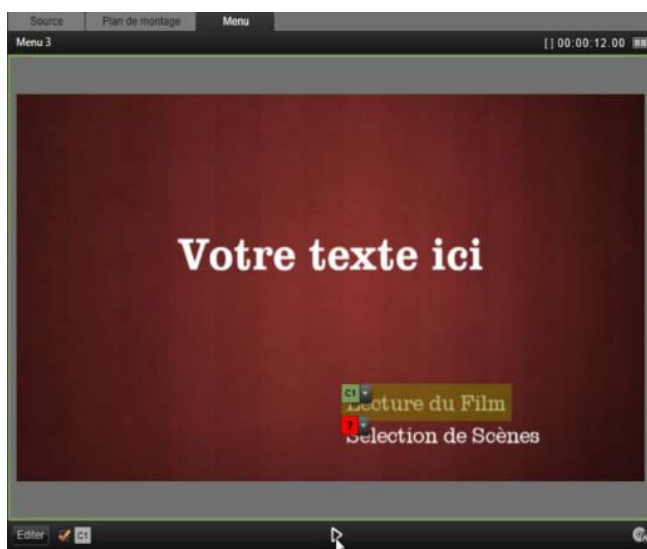 Source Plan de montage Menu
Menu 3 [ ] 00:00:12.00
Votre texte ici
C1
Lecture du Film
?
Sélection de Scènes
Editer C1